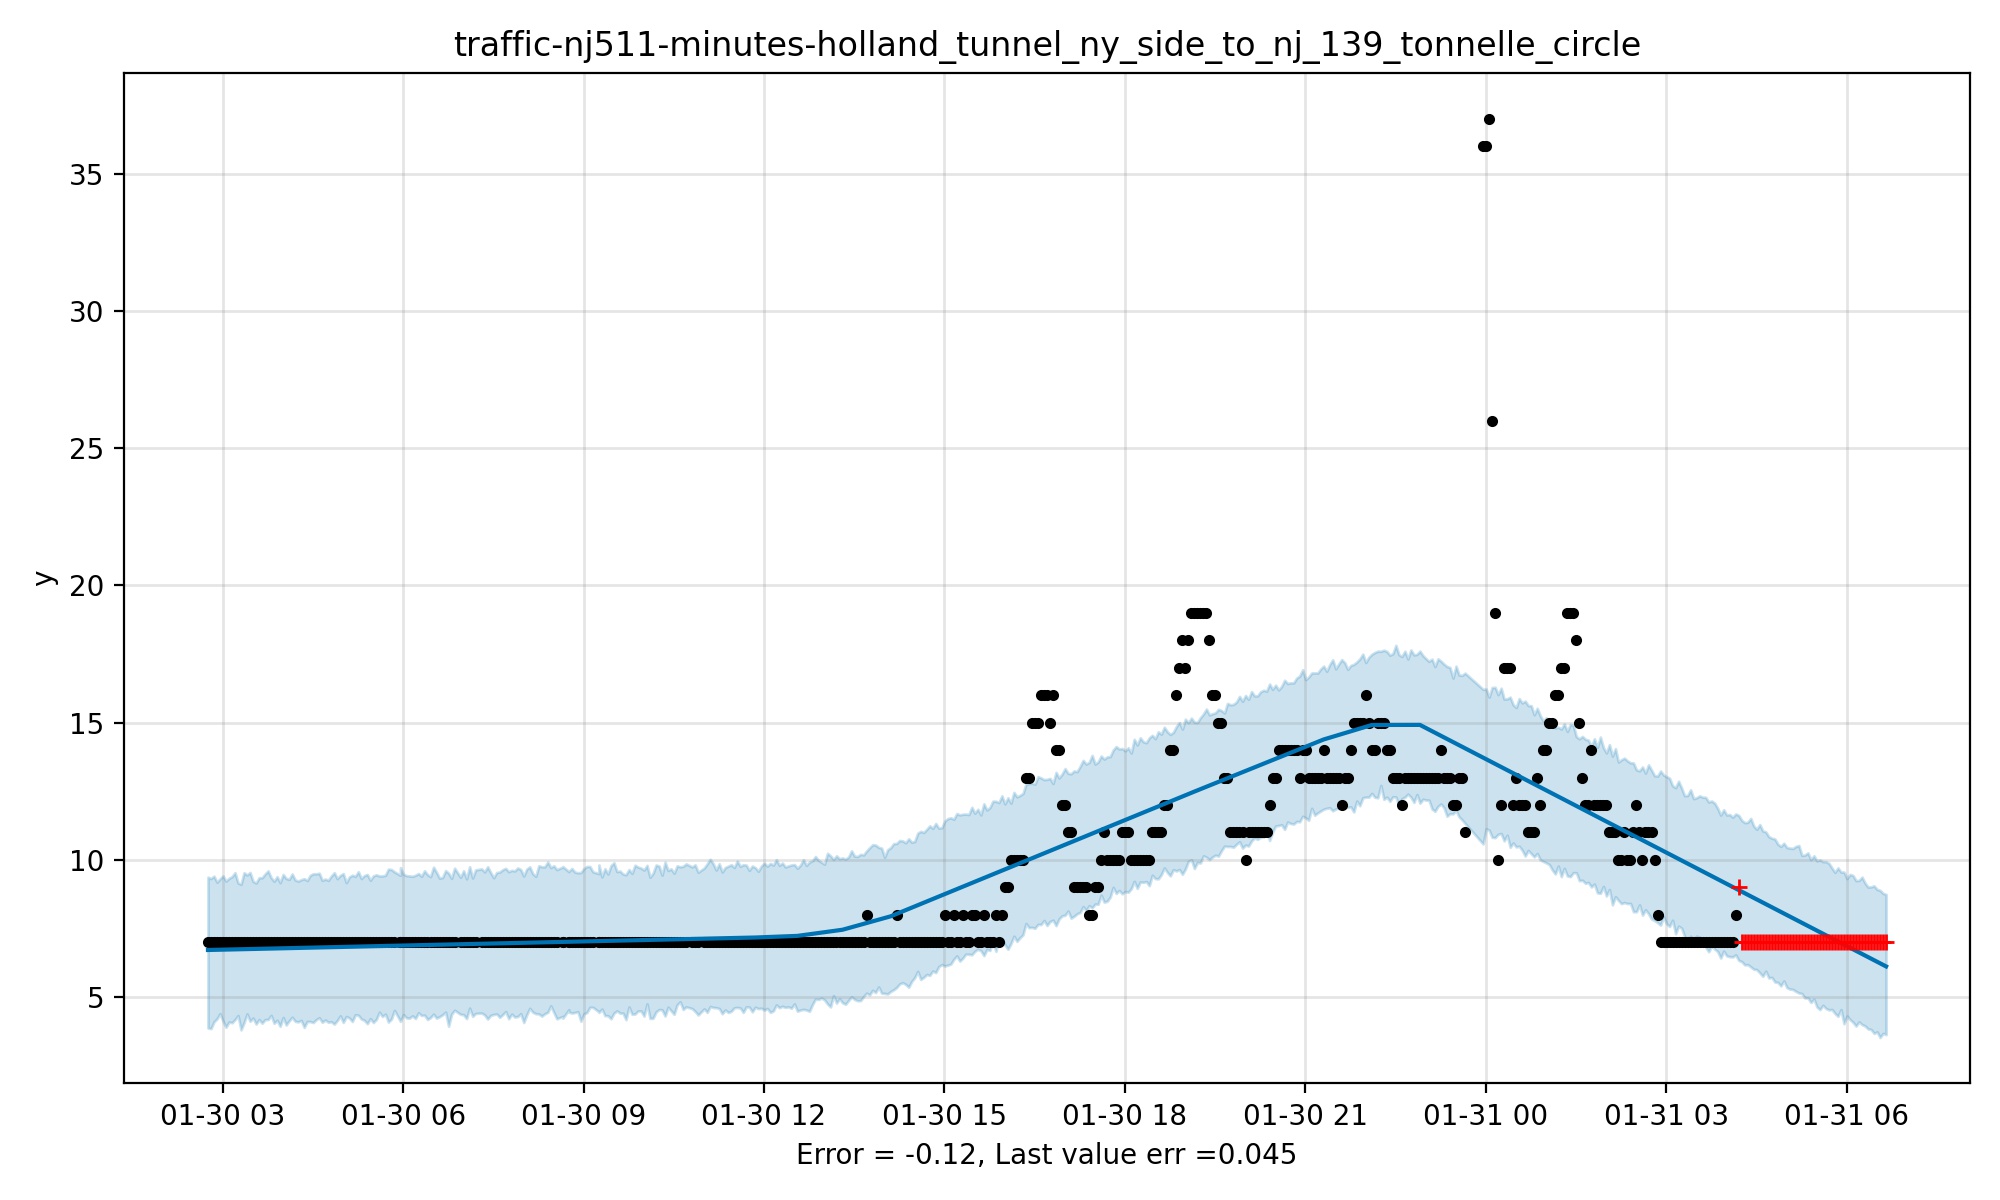 traffic-nj511-minutes-holland_tunnel_ny_side_to_nj_139_tonnelle_circle
y
35
30
25
20
15
10
5
01-30 03 01-30 06 01-30 09 01-30 12 01-30 15 01-30 18 01-30 21 01-31 00 01-31 03 01-31 06
Error = -0.12, Last value err =0.045